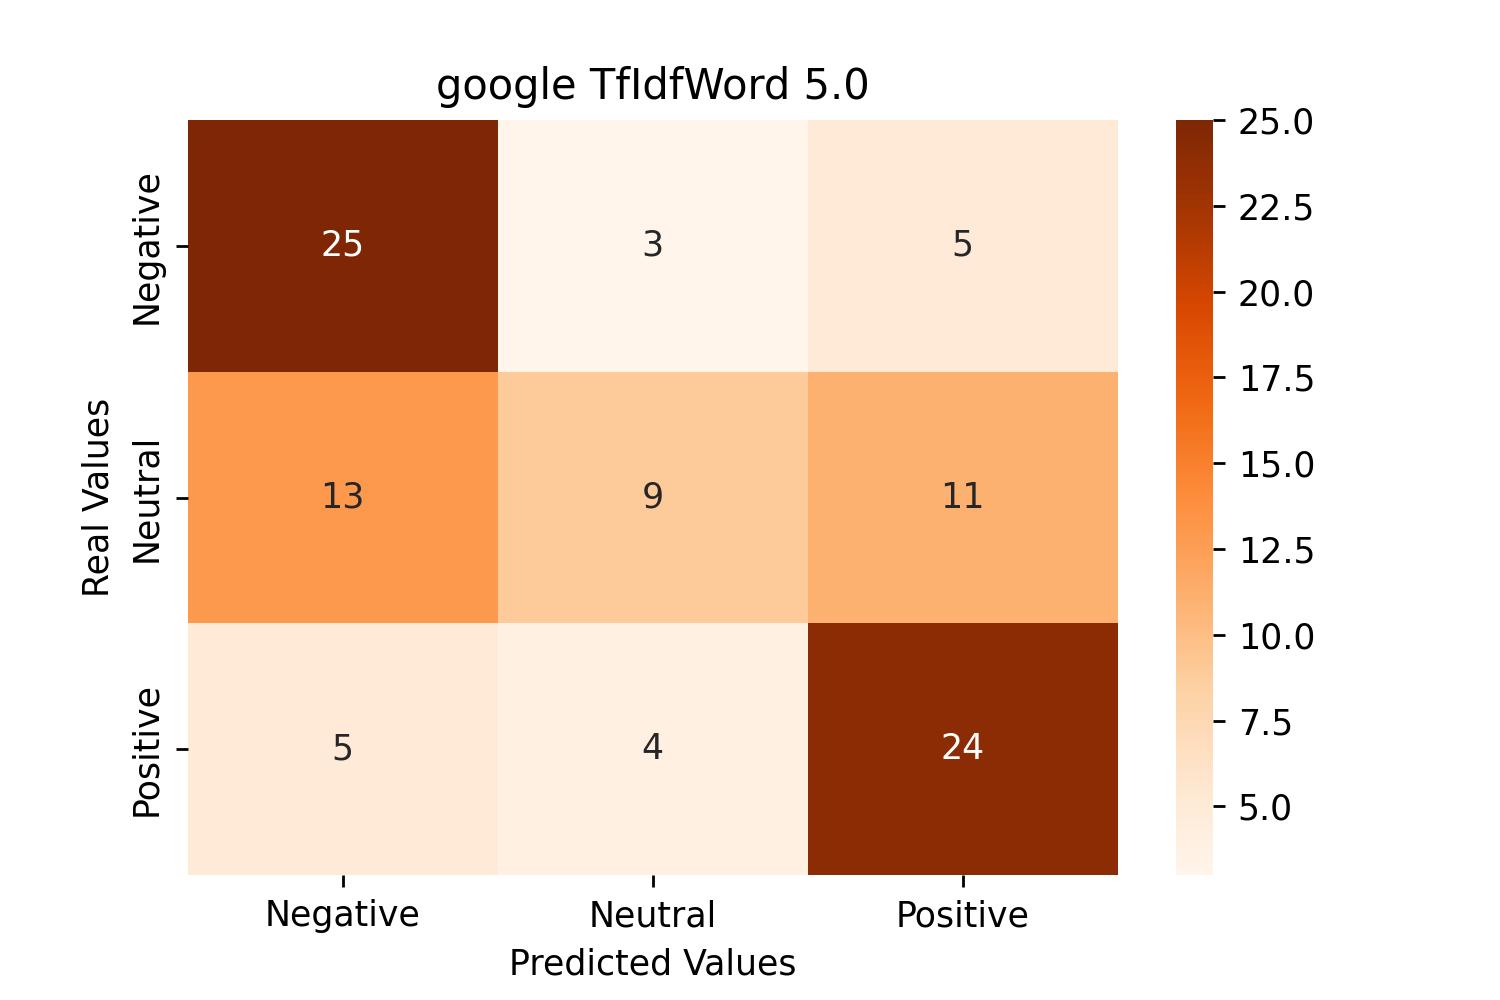 google TfIdfWord 5.0
Real Values
Negative
25 3 5
Neutral
13 9 11
Positive
5 4 24
Negative Neutral Positive
Predicted Values
25.0
22.5
20.0
17.5
15.0
12.5
10.0
7.5
5.0